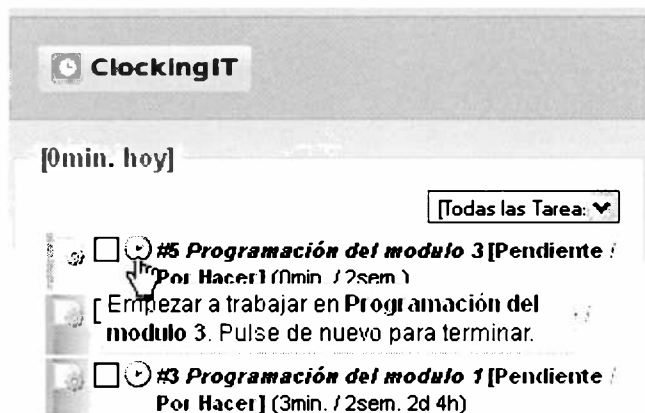 ClockingIT
[0min. hoy]
[Todas las Tarea:
#5 Programación del modulo 3 [Pendiente /
Por Hacer] (0min. / 2sem.)
[ Empezar a trabajar en Programación del
modulo 3. Pulse de nuevo para terminar.
#3 Programación del modulo 1 [Pendiente /
Por Hacer] (3min. / 2sem. 2d 4h)